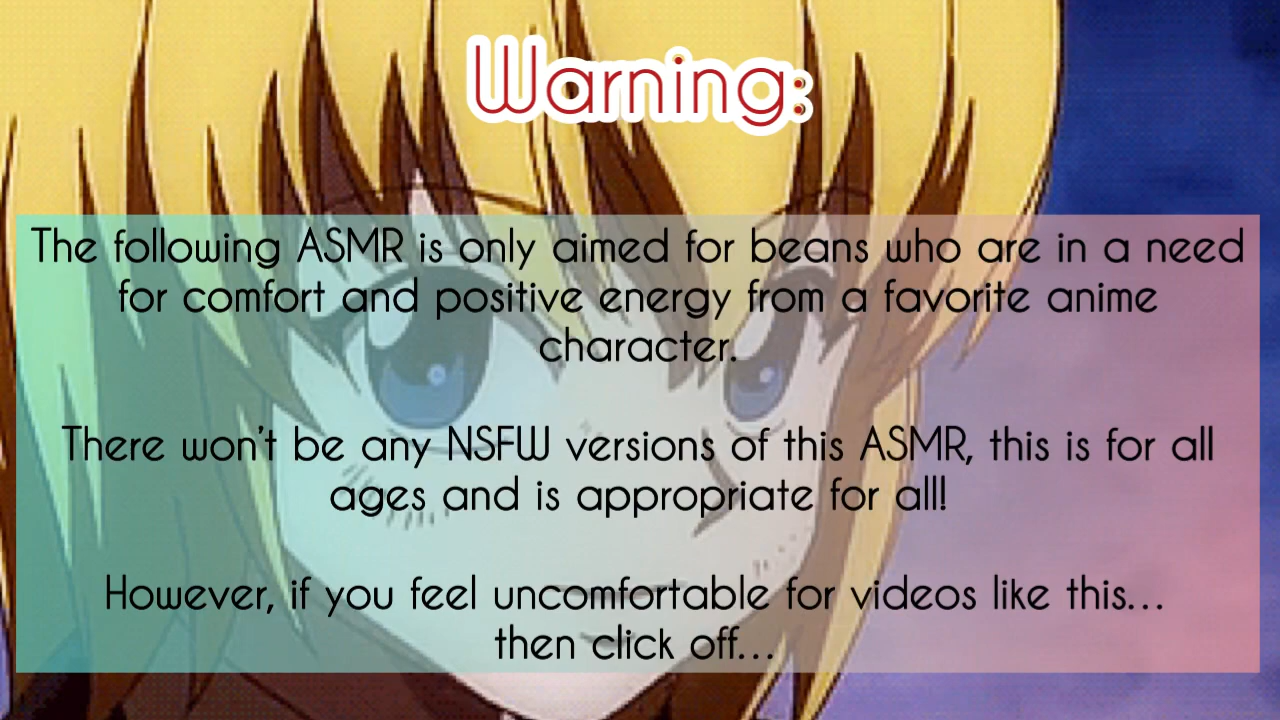 Warning:
The following ASMR is only aimed for beans who are in a need
for comfort and positive energy from a favorite anime
character.
There won't be any NSFW versions of this ASMR, this is for all
ages and is appropriate for all!
However, if you feel uncomfortable for videos like this...
then click off...